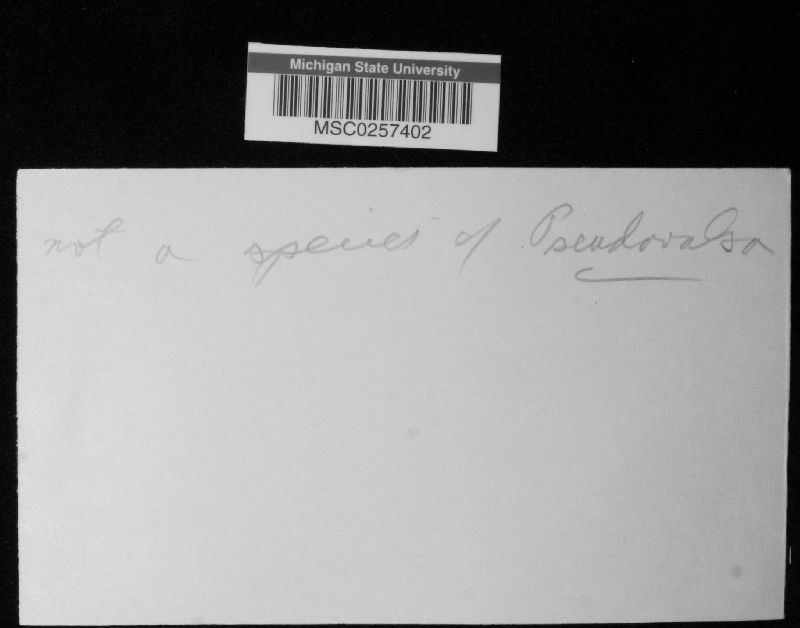 Michigan State University
MSC0257402
not a species of Pseudovalsa